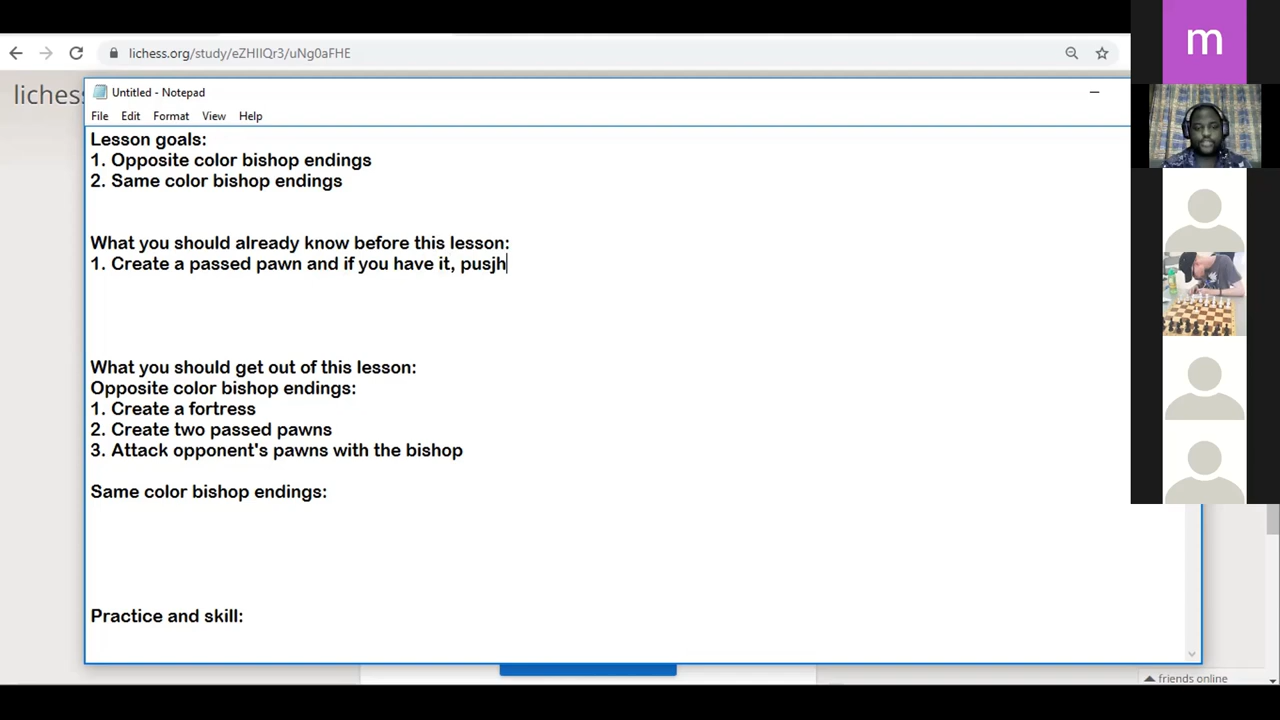 lichess.org/study/eZHIIQr3/uNg0aFHE
m
lichess
Untitled - Notepad
File Edit Format View Help
Lesson goals:
1. Opposite color bishop endings
2. Same color bishop endings
What you should already know before this lesson:
1. Create a passed pawn and if you have it, pusjh
What you should get out of this lesson:
Opposite color bishop endings:
1. Create a fortress
2. Create two passed pawns
3. Attack opponent's pawns with the bishop
Same color bishop endings:
Practice and skill:
friends online